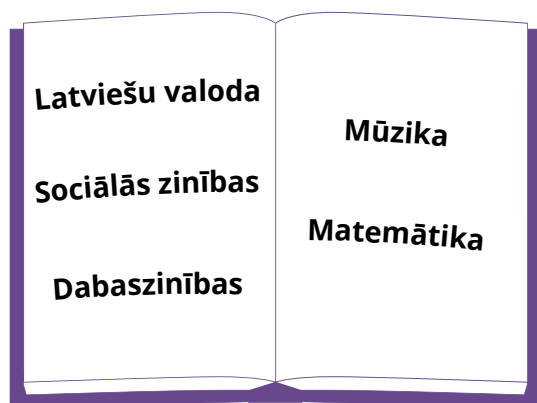 Latviešu valoda
Sociālās zinības
Dabaszinības
Mūzika
Matemātika